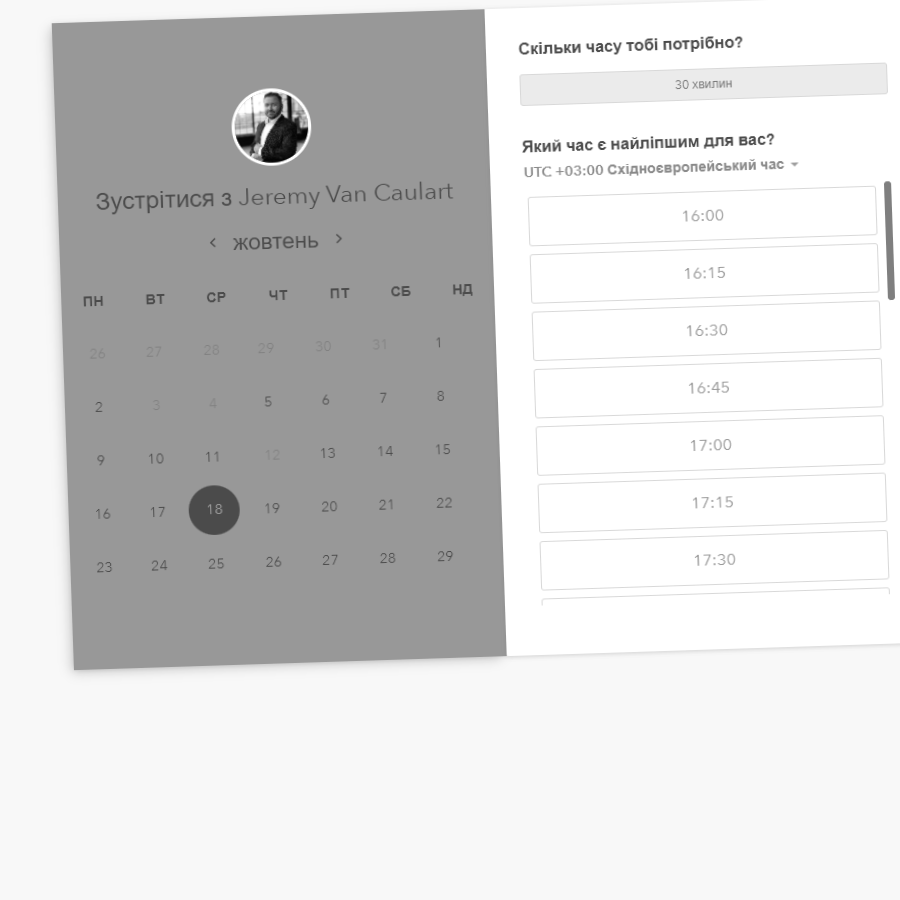 Зустрітися з Jeremy Van Caulart
жовтень
ПН ВТ СР ЧТ ПТ СБ НД
26 27 28 29 30 31 1
2 3 4 5 6 7 8
9 10 11 12 13 14 15
16 17 18 19 20 21 22
23 24 25 26 27 28 29
Скільки часу тобі потрібно?
30 хвилин
Який час є найліпшим для вас?
UTC +03:00 Східноєвропейський час
16:00
16:15
16:30
16:45
17:00
17:15
17:30